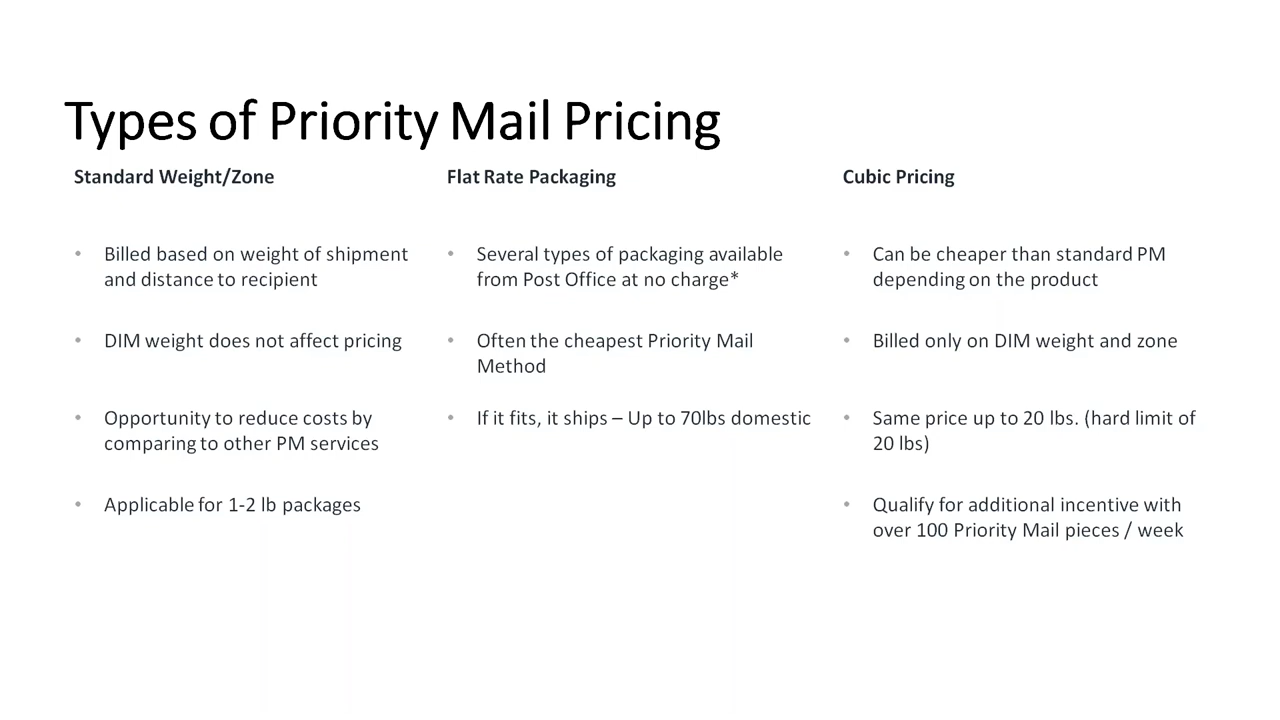 Types of Priority Mail Pricing
Standard Weight/Zone
• Billed based on weight of shipment
and distance to recipient
• DIM weight does not affect pricing
• Opportunity to reduce costs by
comparing to other PM services
• Applicable for 1-2 lb packages
Flat Rate Packaging
• Several types of packaging available
from Post Office at no charge*
• Often the cheapest Priority Mail
Method
• If it fits, it ships – Up to 70lbs domestic
Cubic Pricing
• Can be cheaper than standard PM
depending on the product
• Billed only on DIM weight and zone
• Same price up to 20 lbs. (hard limit of
20 lbs)
• Qualify for additional incentive with
over 100 Priority Mail pieces / week